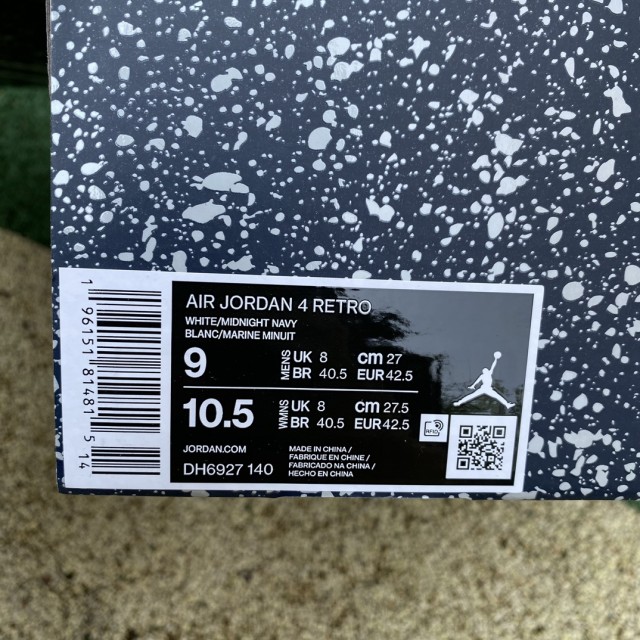 AIR JORDAN 4 RETRO
WHITE/MIDNIGHT NAVY
BLANC/MARINE MINUIT
9 MENS UK 8 cm 27
BR 40.5 EUR 42.5
10.5 WMNS UK 8 cm 27.5
BR 40.5 EUR 42.5
JORDAN.COM
DH6927 140
MADE IN CHINA /
FABRIQUE EN CHINE /
FABRICADO NA CHINA /
HECHO EN CHINA
RFID
1 96151 81481 5 14